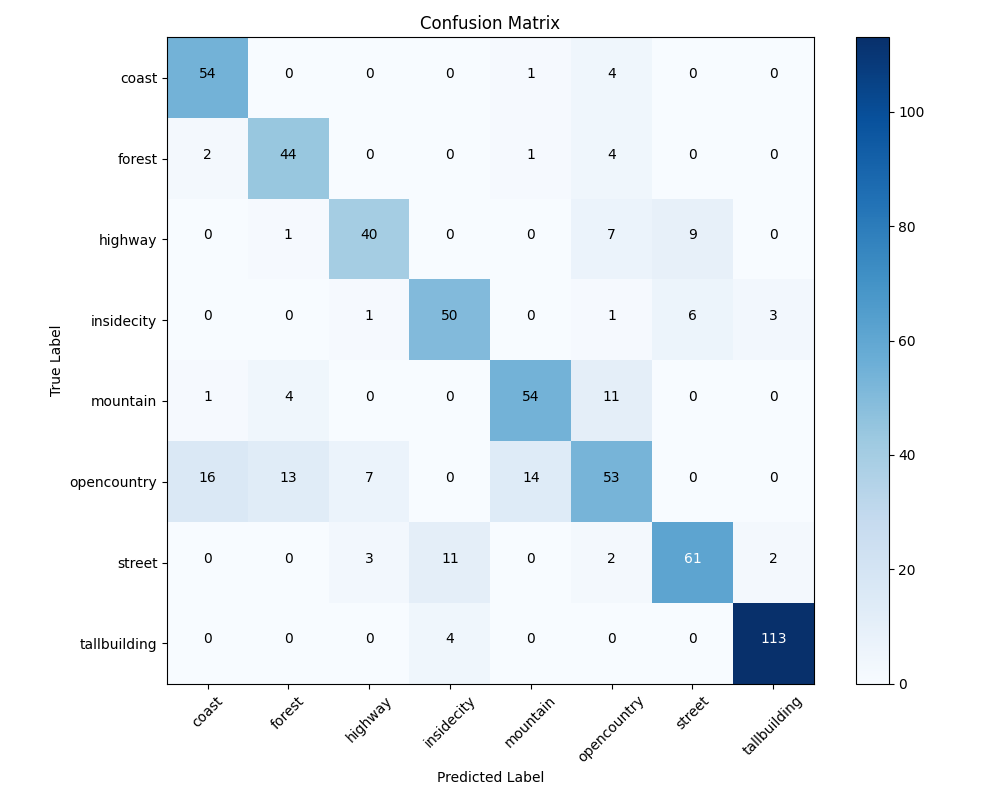 Confusion Matrix
coast 54 0 0 0 1 4 0 0
forest 2 44 0 0 1 4 0 0
highway 0 1 40 0 0 7 9 0
insidecity 0 0 1 50 0 1 6 3
mountain 1 4 0 0 54 11 0 0
opencountry 16 13 7 0 14 53 0 0
street 0 0 3 11 0 2 61 2
tallbuilding 0 0 0 4 0 0 0 113
coast forest highway insidecity mountain opencountry street tallbuilding
Predicted Label
True Label
100
80
60
40
20
0